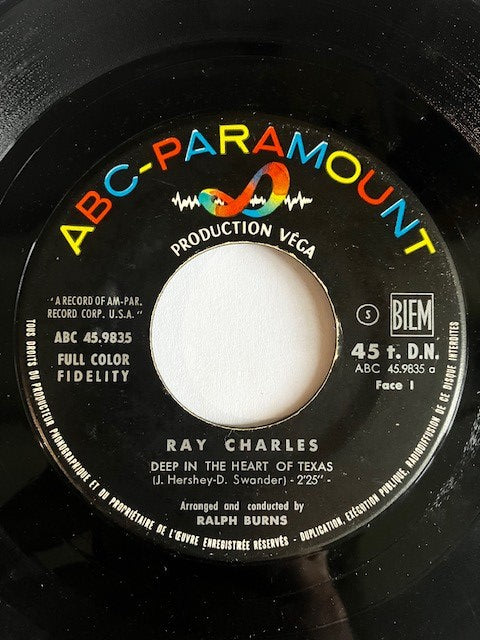 ABC-PARAMOUNT
PRODUCTION VÉGA
"A RECORD OF AM-PAR.
RECORD CORP. U.S.A."
ABC 45.9835
FULL COLOR
FIDELITY
S
BIEM
45 t. D.N.
ABC 45.9835 a
Face 1
RAY CHARLES
DEEP IN THE HEART OF TEXAS
(J. Hershey-D. Swander) - 2'25" -
Arranged and conducted by
RALPH BURNS
TOUS DROITS DU PRODUCTEUR PHONOGRAPHIQUE ET DU PROPRIÉTAIRE DE L'ŒUVRE ENREGISTRÉE RÉSERVÉS - DUPLICATION, EXÉCUTION PUBLIQUE, RADIODIFFUSION DE CE DISQUE INTERDITES